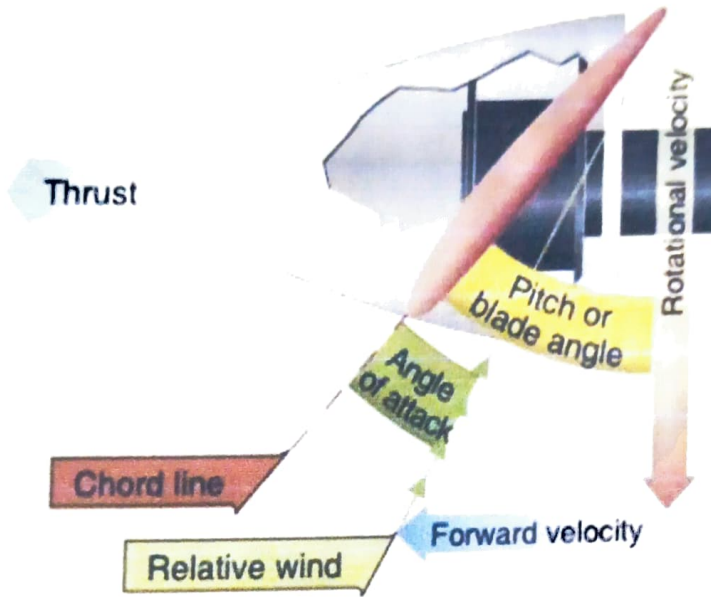 Thrust
Rotational velocity
Pitch or
blade angle
Angle
of attack
Chord line
Forward velocity
Relative wind